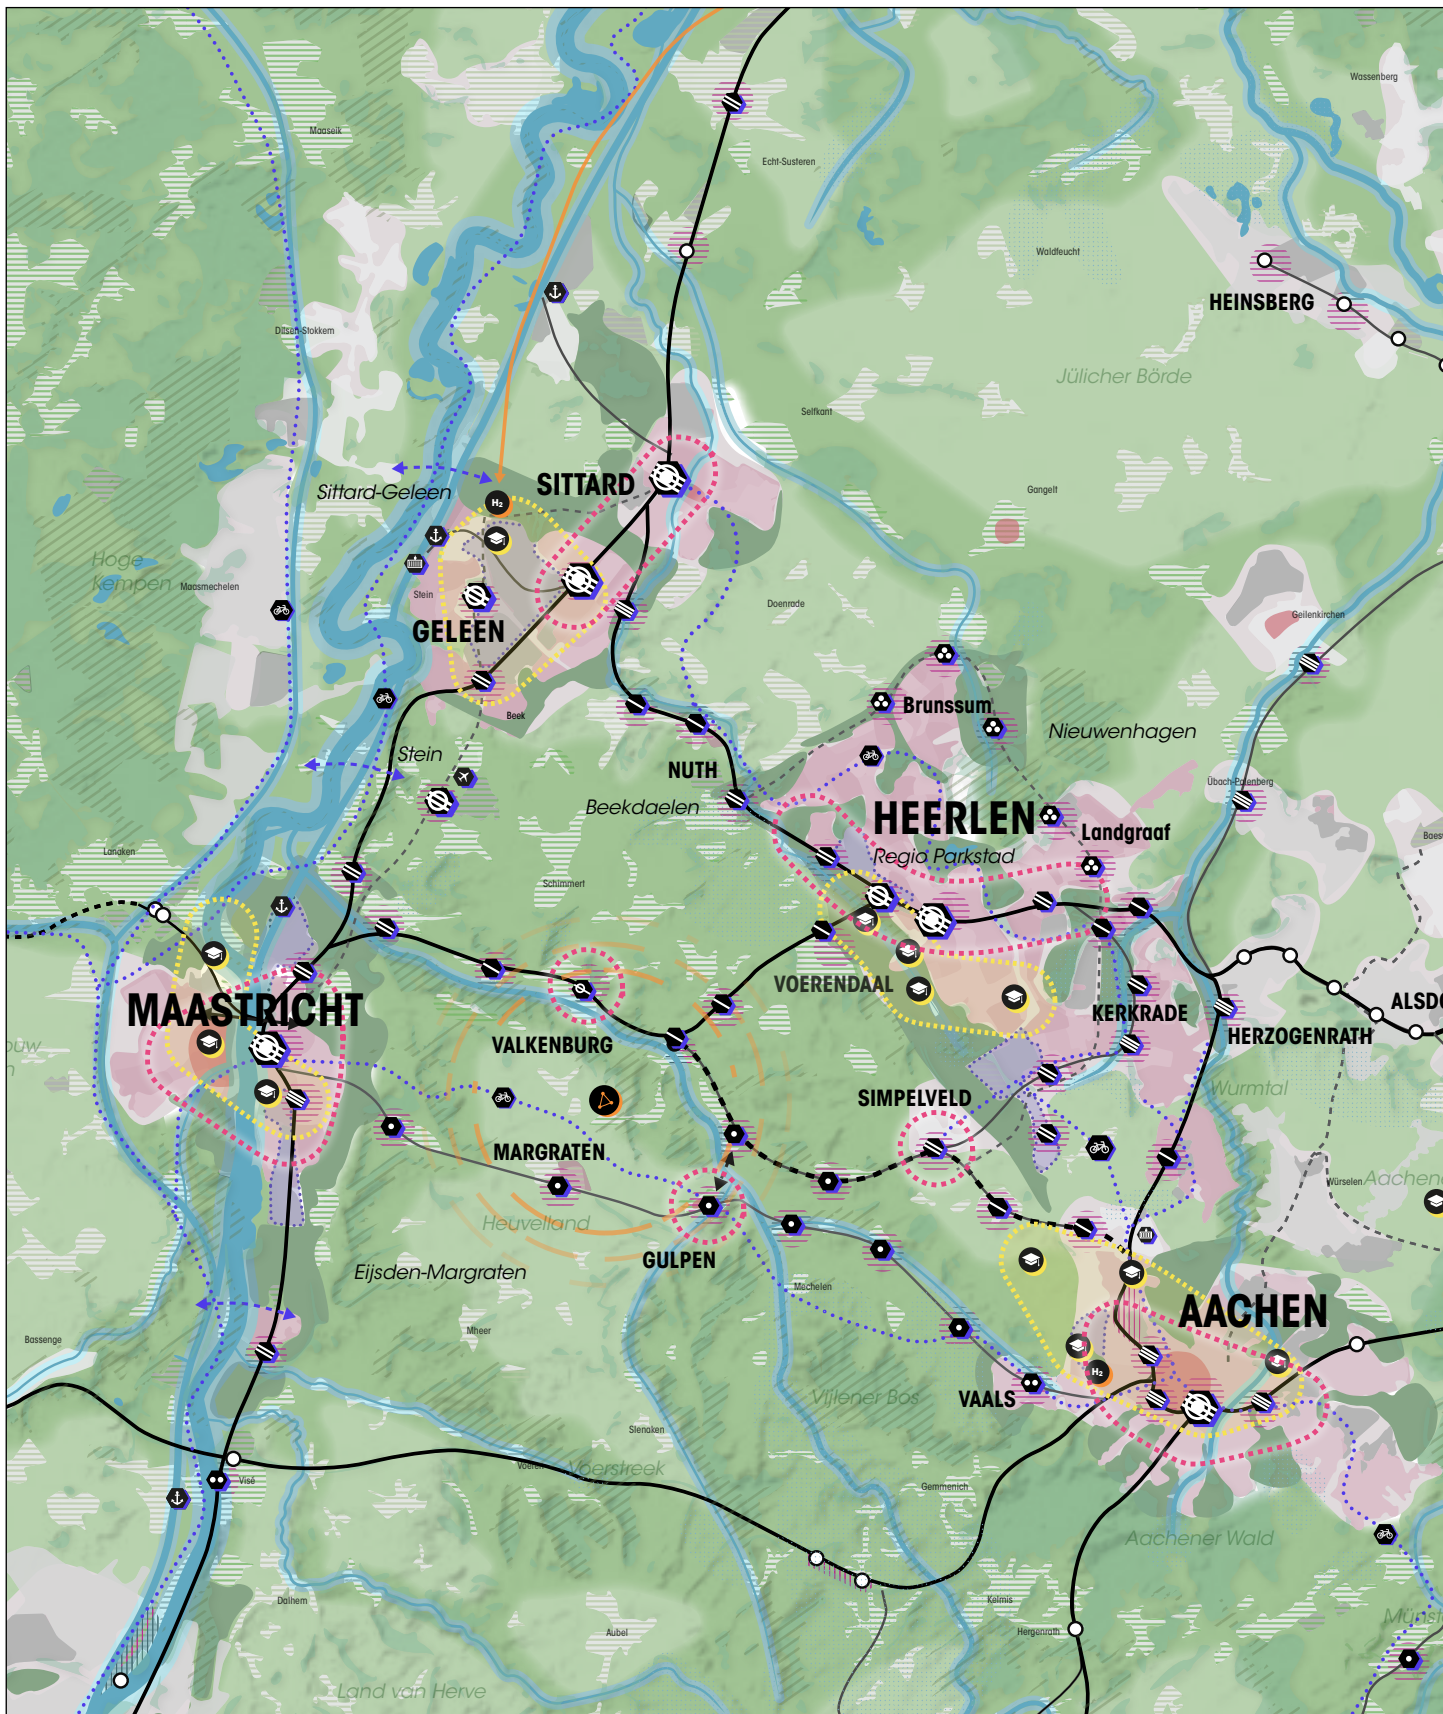 Wassenberg
Maaseik
Echt-Susteren
Waldfeucht
HEINSBERG
Dilsen-Stokkem
Jülicher Börde
Selfkant
SITTARD
Sittard-Geleen
Gangelt
H₂
Hoge
Kempen
Maasmechelen
Stein
Doenrade
Geilenkirchen
GELEEN
Brunssum
Beek
Nieuwenhagen
Stein
NUTH
Übach-Palenberg
Beekdaelen
HEERLEN
Landgraaf
Lanaken
Regio Parkstad
Schimmert
VOERENDAAL
MAASTRICHT
KERKRADE
HERZOGENRATH
VALKENBURG
Wurmtal
SIMPELVELD
MARGRATEN
Würselen
Heuvelland
GULPEN
Eijsden-Margraten
Mechelen
AACHEN
Mheer
Bassenge
H₂
VAALS
Vijlener Bos
Slenaken
Voeren
Voerstreek
Visé
Gemmenich
Aachener Wald
Dalhem
Kelmis
Aubel
Hergenrath
Land van Herve